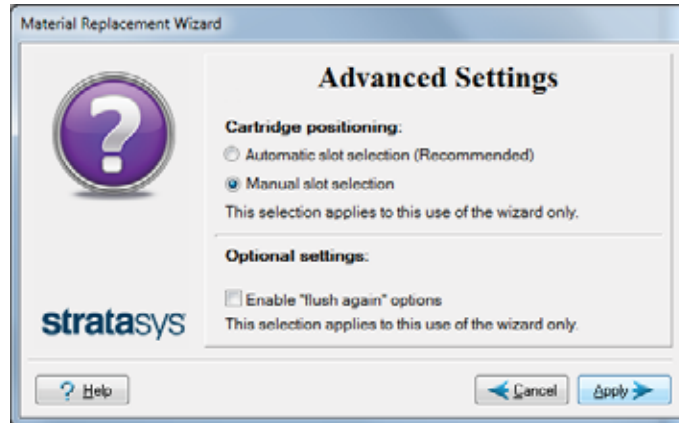 Material Replacement Wizard
Advanced Settings
Cartridge positioning:
Automatic slot selection (Recommended)
Manual slot selection
This selection applies to this use of the wizard only.
Optional settings:
Enable "flush again" options
This selection applies to this use of the wizard only.
stratasys
? Help
Cancel
Apply